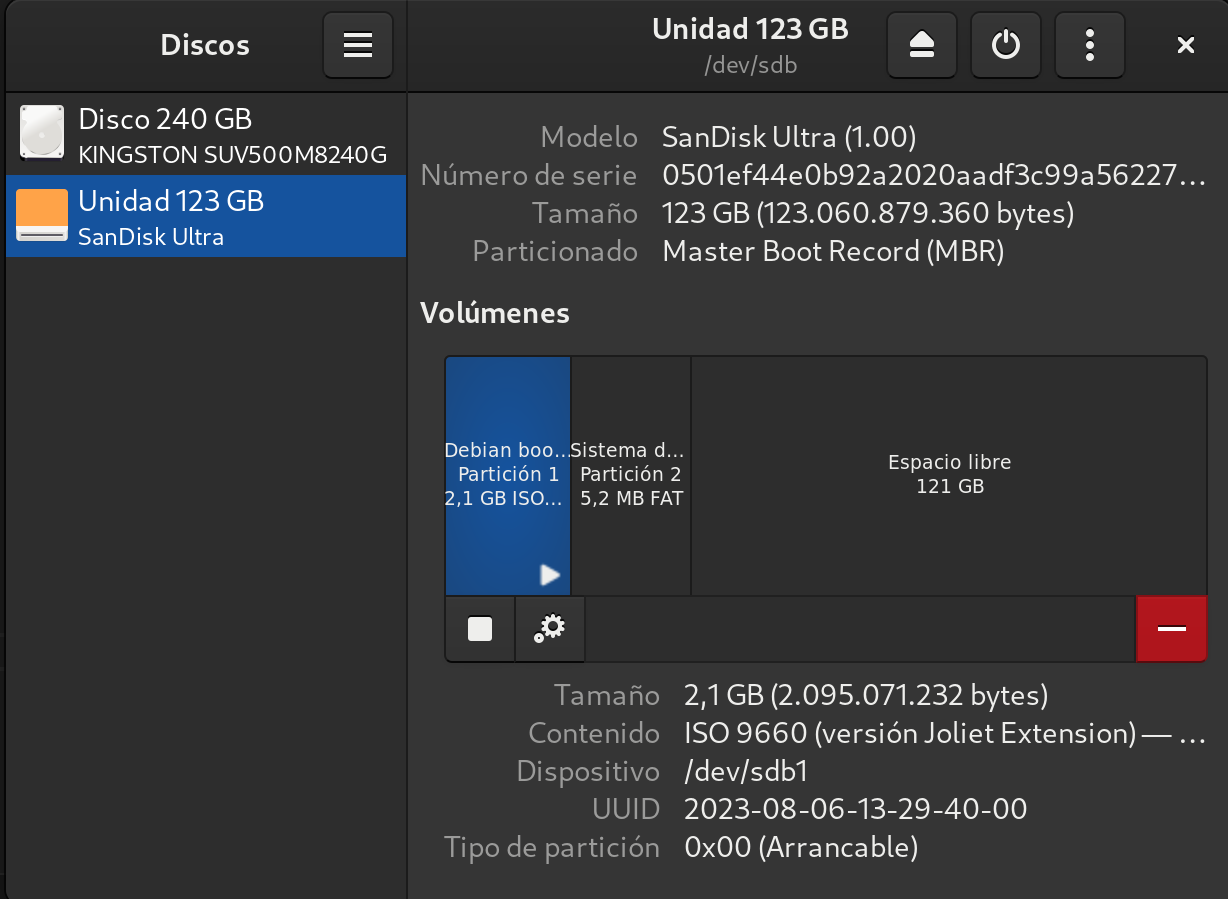 Discos
Unidad 123 GB
/dev/sdb
Disco 240 GB
KINGSTON SUV500M8240G
Unidad 123 GB
SanDisk Ultra
Modelo SanDisk Ultra (1.00)
Número de serie 0501ef44e0b92a2020aadf3c99a56227…
Tamaño 123 GB (123.060.879.360 bytes)
Particionado Master Boot Record (MBR)
Volúmenes
Debian boo…
Partición 1
2,1 GB ISO…
Sistema d…
Partición 2
5,2 MB FAT
Espacio libre
121 GB
Tamaño 2,1 GB (2.095.071.232 bytes)
Contenido ISO 9660 (versión Joliet Extension) — …
Dispositivo /dev/sdb1
UUID 2023-08-06-13-29-40-00
Tipo de partición 0x00 (Arrancable)